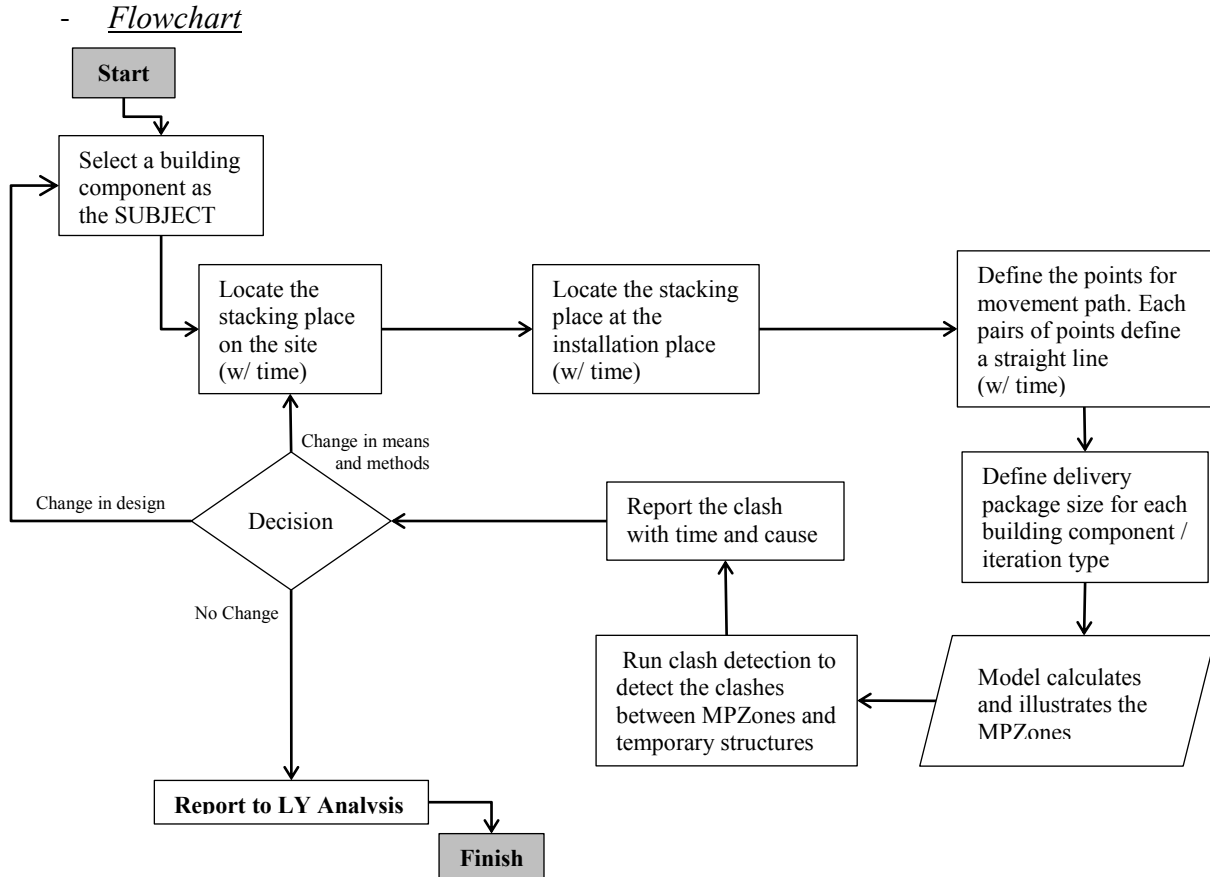 - Flowchart
Start
Select a building
component as
the SUBJECT
Locate the
stacking place
on the site
(w/ time)
Locate the stacking
place at the
installation place
(w/ time)
Define the points for
movement path. Each
pairs of points define
a straight line
(w/ time)
Define delivery
package size for each
building component /
iteration type
Model calculates
and illustrates the
MPZones
Run clash detection to
detect the clashes
between MPZones and
temporary structures
Report the clash
with time and cause
Decision
Change in means
and methods
Change in design
No Change
Report to LY Analysis
Finish